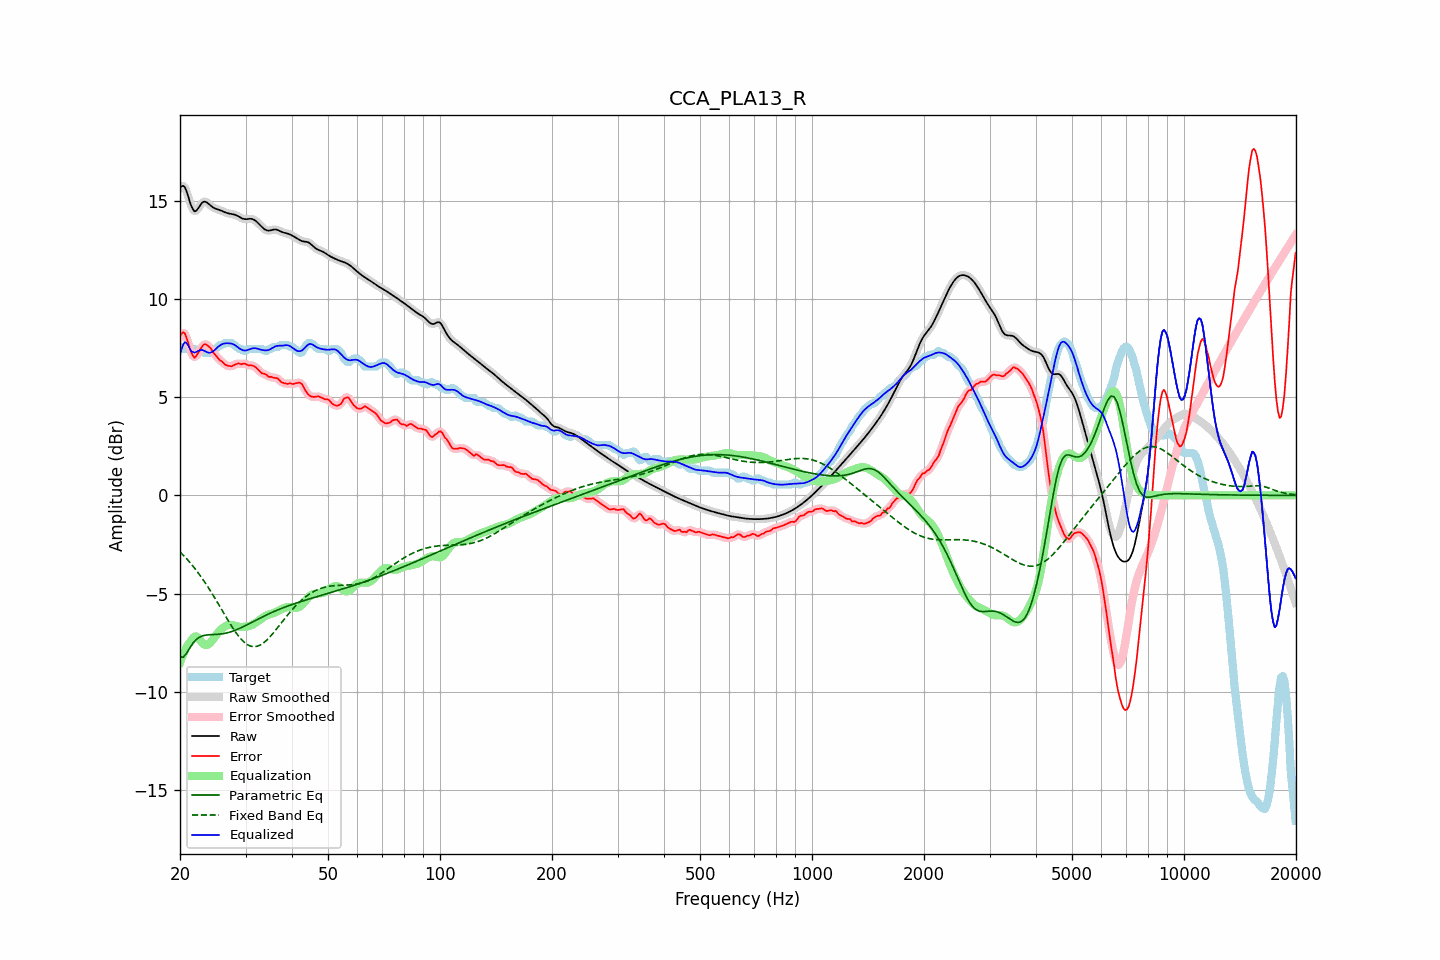 CCA_PLA13_R
Amplitude (dBr)
15
10
5
0
−5
−10
−15
Target
Raw Smoothed
Error Smoothed
Raw
Error
Equalization
Parametric Eq
Fixed Band Eq
Equalized
20
50
100
200
500
1000
2000
5000
10000
20000
Frequency (Hz)